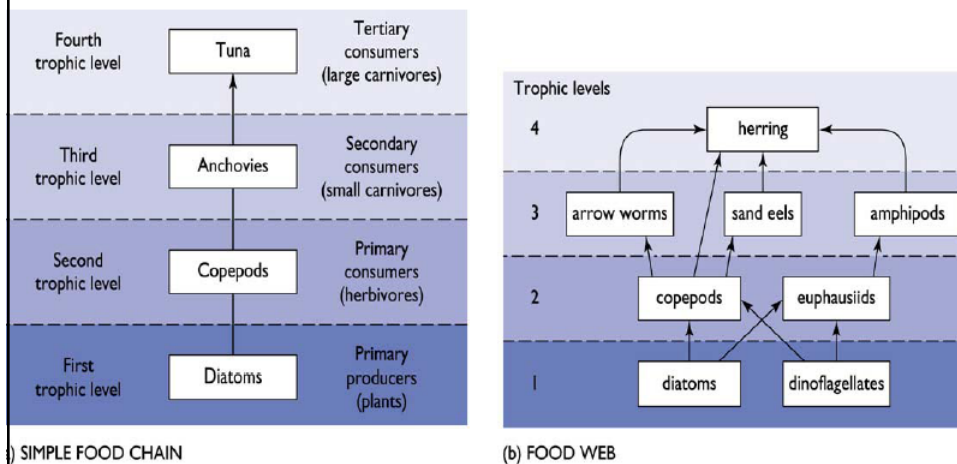 Fourth
trophic level
Tuna
Tertiary
consumers
(large carnivores)
Third
trophic level
Anchovies
Secondary
consumers
(small carnivores)
Second
trophic level
Copepods
Primary
consumers
(herbivores)
First
trophic level
Diatoms
Primary
producers
(plants)
) SIMPLE FOOD CHAIN
Trophic levels
4
herring
3
arrow worms
sand eels
amphipods
2
copepods
euphausiids
1
diatoms
dinoflagellates
(b) FOOD WEB